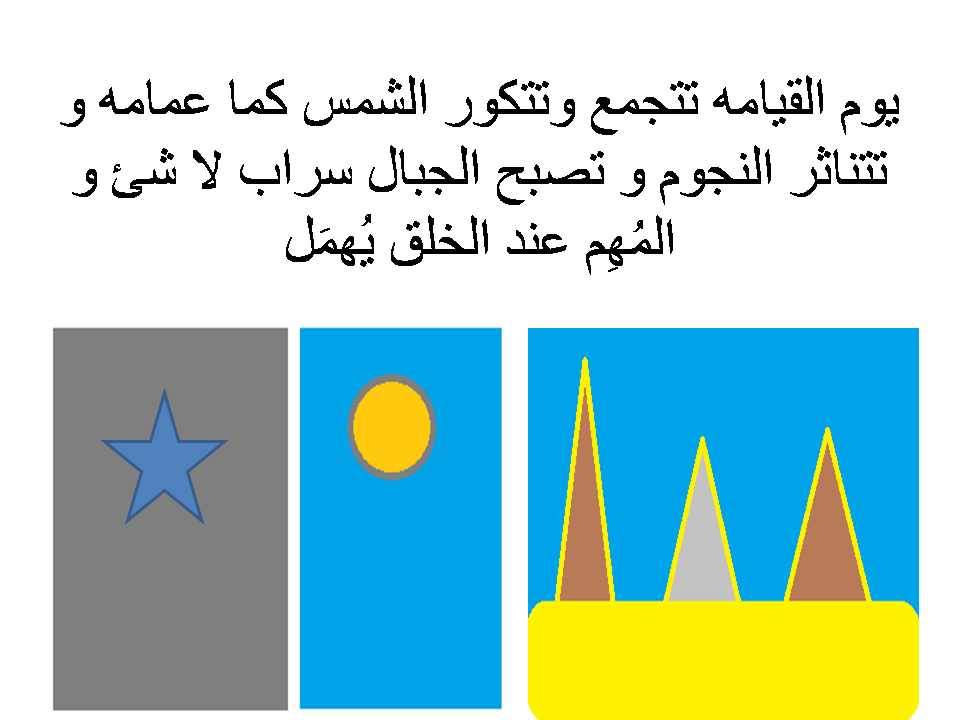 يوم القيامه تتجمع وتتكور الشمس كما عمامه و
تتناثر النجوم و تصبح الجبال سراب لا شئ و
المُهِم عند الخلق يُهمَل